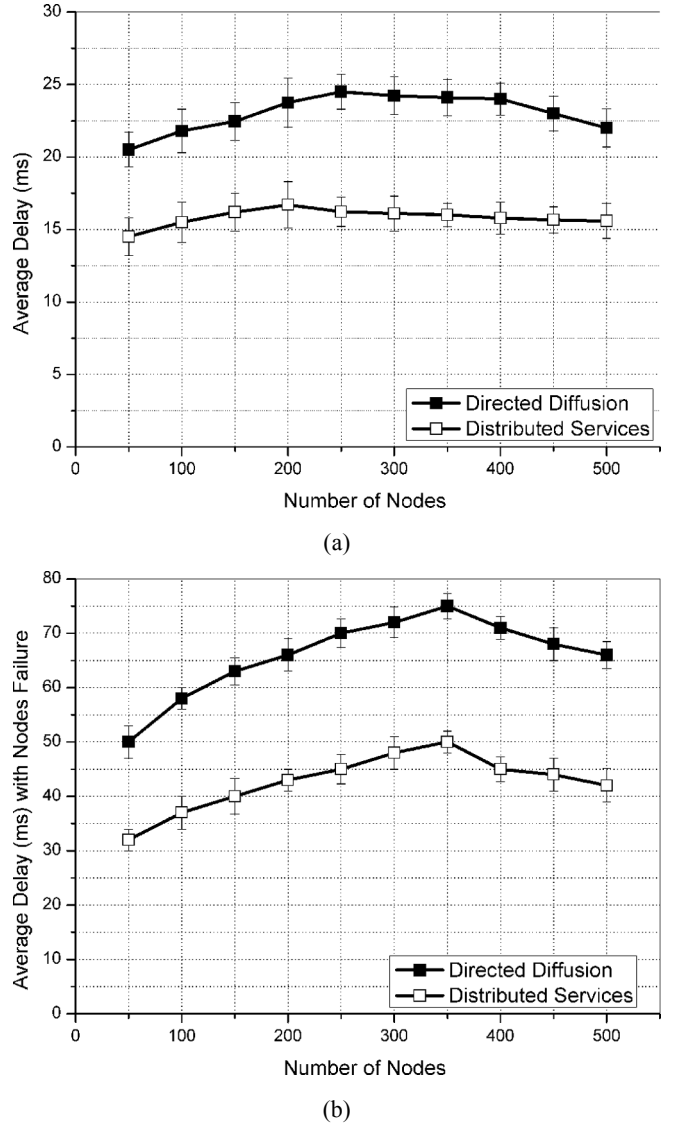 30
25
20
15
10
5
0
Average Delay (ms)
Directed Diffusion
Distributed Services
0 100 200 300 400 500
Number of Nodes
(a)
80
70
60
50
40
30
20
10
0
Average Delay (ms) with Nodes Failure
Directed Diffusion
Distributed Services
0 100 200 300 400 500
Number of Nodes
(b)